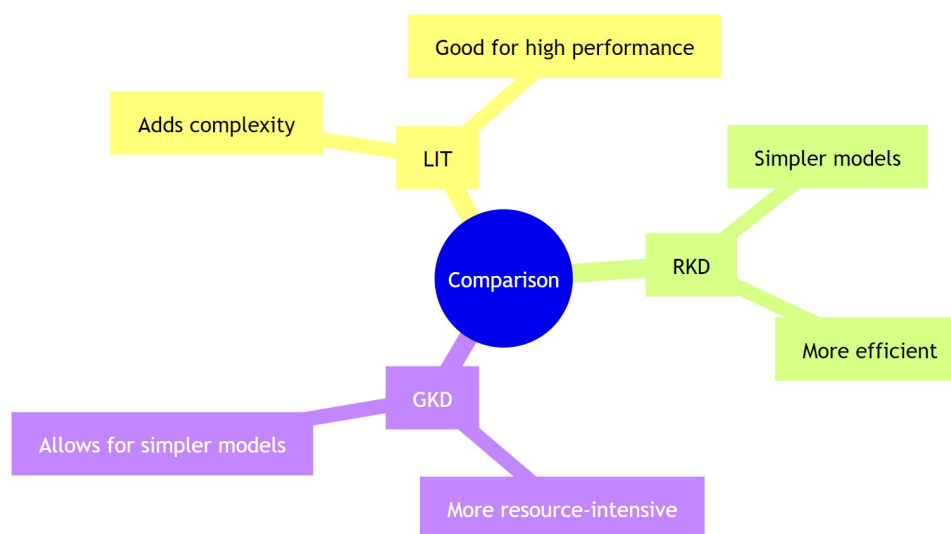 Good for high performance
Adds complexity
LIT
Simpler models
RKD
Comparison
More efficient
GKD
Allows for simpler models
More resource-intensive